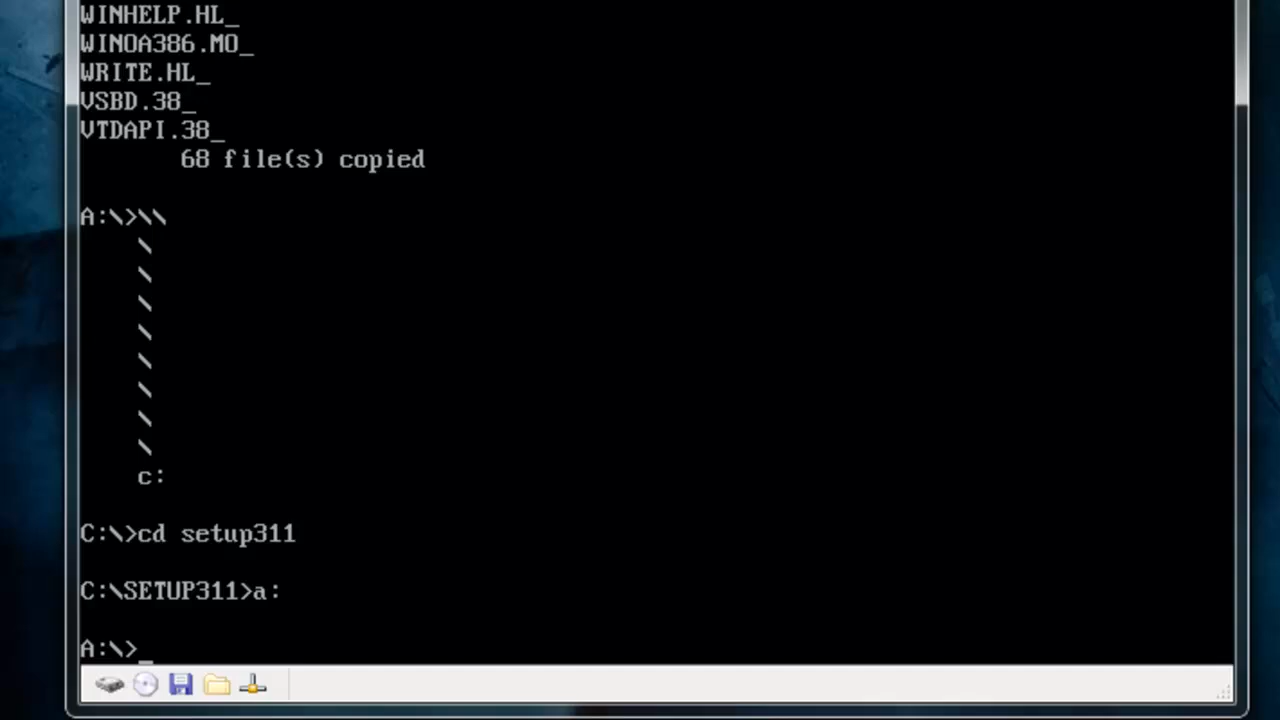 WINHELP.HL_
WINOA386.MO_
WRITE.HL_
VSBD.38_
VTDAPI.38_
68 file(s) copied
A:\>\\
\
\
\
\
\
\
\
\
c:
C:\>cd setup311
C:\SETUP311>a:
A:\>_